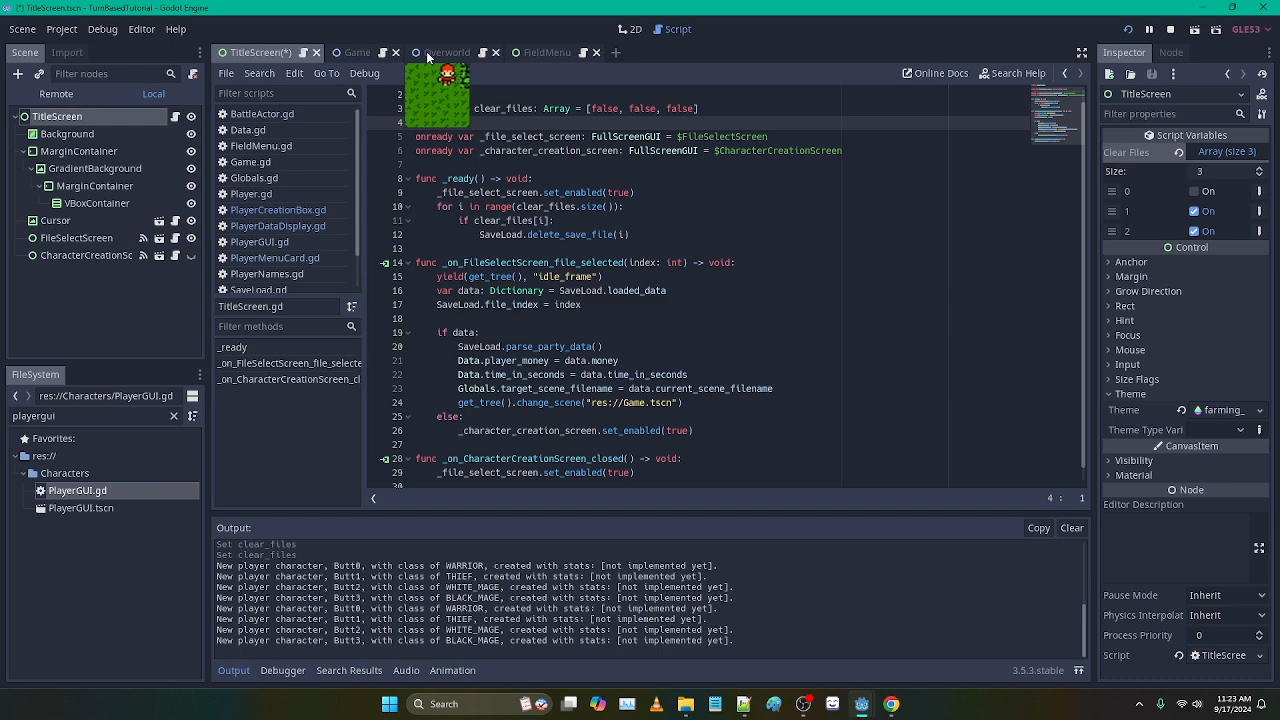 (*) TitleScreen.tscn - TurnBasedTutorial - Godot Engine
Scene Project Debug Editor Help
2D Script
GLES3
Scene Import
TitleScreen(*) Game Overworld FieldMenu
Inspector Node
Filter nodes
File Search Edit Go To Debug
Online Docs Search Help
Remote Local
Filter scripts
TitleScreen
Filter properties
TitleScreen
Background
MarginContainer
GradientBackground
MarginContainer
VBoxContainer
Cursor
FileSelectScreen
CharacterCreationSc
BattleActor.gd
Data.gd
FieldMenu.gd
Game.gd
Globals.gd
Player.gd
PlayerCreationBox.gd
PlayerDataDisplay.gd
PlayerGUI.gd
PlayerMenuCard.gd
PlayerNames.gd
SaveLoad.gd
TitleScreen.gd
Filter methods
_ready
_on_FileSelectScreen_file_selecte
_on_CharacterCreationScreen_cl
2
clear_files: Array = [false, false, false]
5 onready var _file_select_screen: FullScreenGUI = $FileSelectScreen
6 onready var _character_creation_screen: FullScreenGUI = $CharacterCreationScreen
7
8 func _ready() -> void:
9 _file_select_screen.set_enabled(true)
10 for i in range(clear_files.size()):
11 if clear_files[i]:
12 SaveLoad.delete_save_file(i)
13
14 func _on_FileSelectScreen_file_selected(index: int) -> void:
15 yield(get_tree(), "idle_frame")
16 var data: Dictionary = SaveLoad.loaded_data
17 SaveLoad.file_index = index
18
19 if data:
20 SaveLoad.parse_party_data()
21 Data.player_money = data.money
22 Data.time_in_seconds = data.time_in_seconds
23 Globals.target_scene_filename = data.current_scene_filename
24 get_tree().change_scene("res://Game.tscn")
25 else:
26 _character_creation_screen.set_enabled(true)
27
28 func _on_CharacterCreationScreen_closed() -> void:
29 _file_select_screen.set_enabled(true)
30
4 : 1
Script Variables
Clear Files Array (size 3)
Size: 3
0 On
1 On
2 On
Control
Anchor
Margin
Grow Direction
Rect
Hint
Focus
Mouse
Input
Size Flags
Theme
Theme farming_
Theme Type Vari
CanvasItem
Visibility
Material
Node
Editor Description
Pause Mode Inherit
Physics Interpolat Inherit
Process Priority 0
Script TitleScree
FileSystem
res://Characters/PlayerGUI.gd
playergui
Favorites:
res://
Characters
PlayerGUI.gd
PlayerGUI.tscn
Output: Copy Clear
Set clear_files
Set clear_files
New player character, Butt0, with class of WARRIOR, created with stats: [not implemented yet].
New player character, Butt1, with class of THIEF, created with stats: [not implemented yet].
New player character, Butt2, with class of WHITE_MAGE, created with stats: [not implemented yet].
New player character, Butt3, with class of BLACK_MAGE, created with stats: [not implemented yet].
New player character, Butt0, with class of WARRIOR, created with stats: [not implemented yet].
New player character, Butt1, with class of THIEF, created with stats: [not implemented yet].
New player character, Butt2, with class of WHITE_MAGE, created with stats: [not implemented yet].
New player character, Butt3, with class of BLACK_MAGE, created with stats: [not implemented yet].
Output Debugger Search Results Audio Animation
3.5.3.stable
Search
11:23 AM
9/17/2024